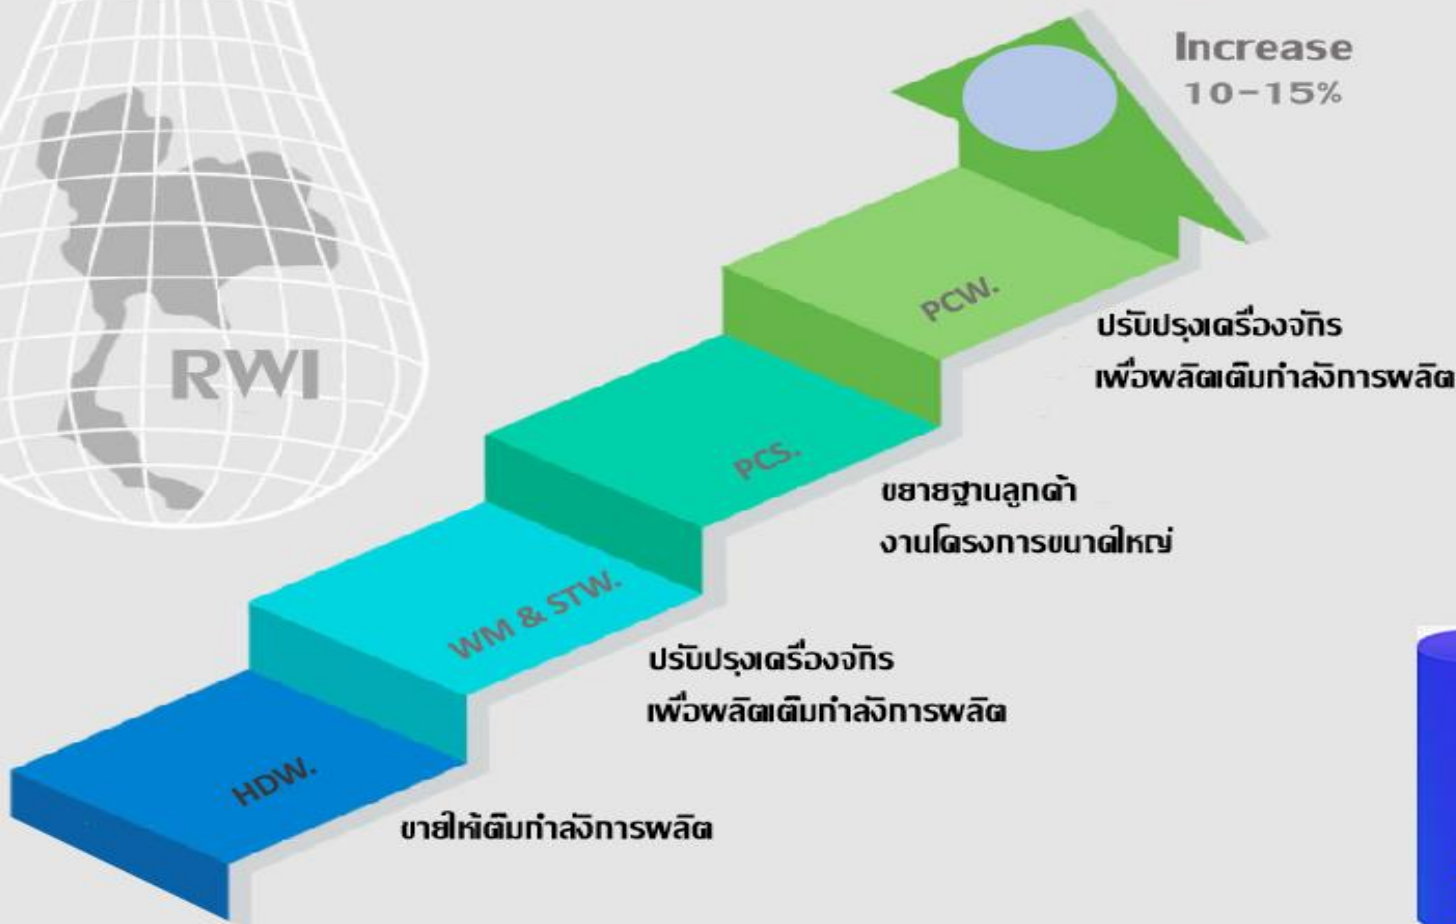 Increase
10-15%
RWI
PCW.
ปรับปรุงเครื่องจักร
เพื่อผลิตเต็มกำลังการผลิต
PCS.
ขยายฐานลูกค้า
งานโครงการขนาดใหญ่
WM & STW.
ปรับปรุงเครื่องจักร
เพื่อผลิตเต็มกำลังการผลิต
HDW.
ขายให้เต็มกำลังการผลิต